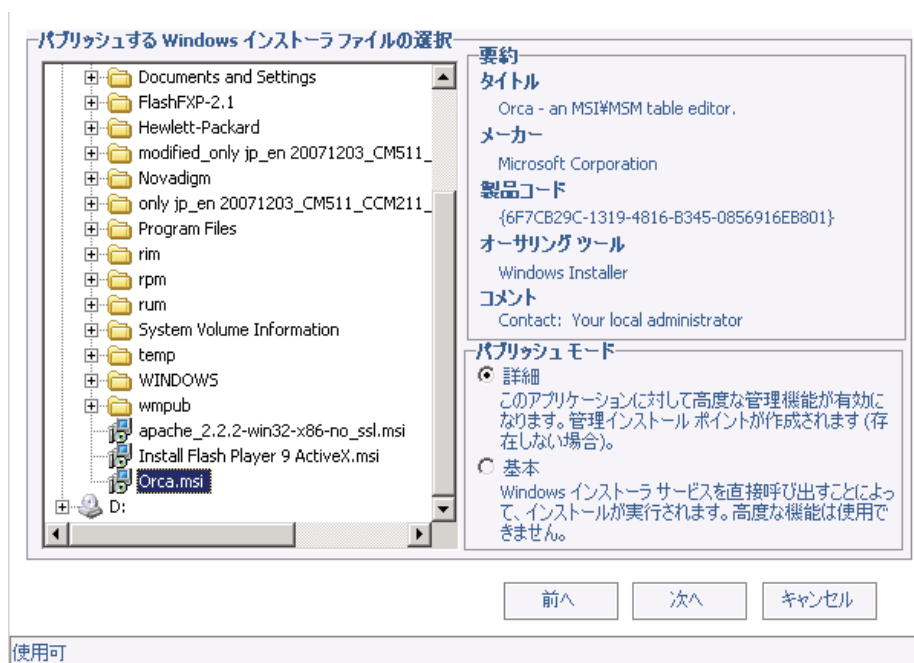 パブリッシュする Windows インストーラ ファイルの選択
Documents and Settings
FlashFXP-2.1
Hewlett-Packard
modified_only jp_en 20071203_CM511_
Novadigm
only jp_en 20071203_CM511_CCM211_
Program Files
rim
rpm
rum
System Volume Information
temp
WINDOWS
wmpub
apache_2.2.2-win32-x86-no_ssl.msi
Install Flash Player 9 ActiveX.msi
Orca.msi
D:
要約
タイトル
Orca - an MSI¥MSM table editor.
メーカー
Microsoft Corporation
製品コード
{6F7CB29C-1319-4816-B345-0856916EB801}
オーサリング ツール
Windows Installer
コメント
Contact: Your local administrator
パブリッシュ モード
詳細
このアプリケーションに対して高度な管理機能が有効に
なります。管理インストール ポイントが作成されます (存
在しない場合)。
基本
Windows インストーラ サービスを直接呼び出すことによっ
て、インストールが実行されます。高度な機能は使用で
きません。
前へ
次へ
キャンセル
使用可